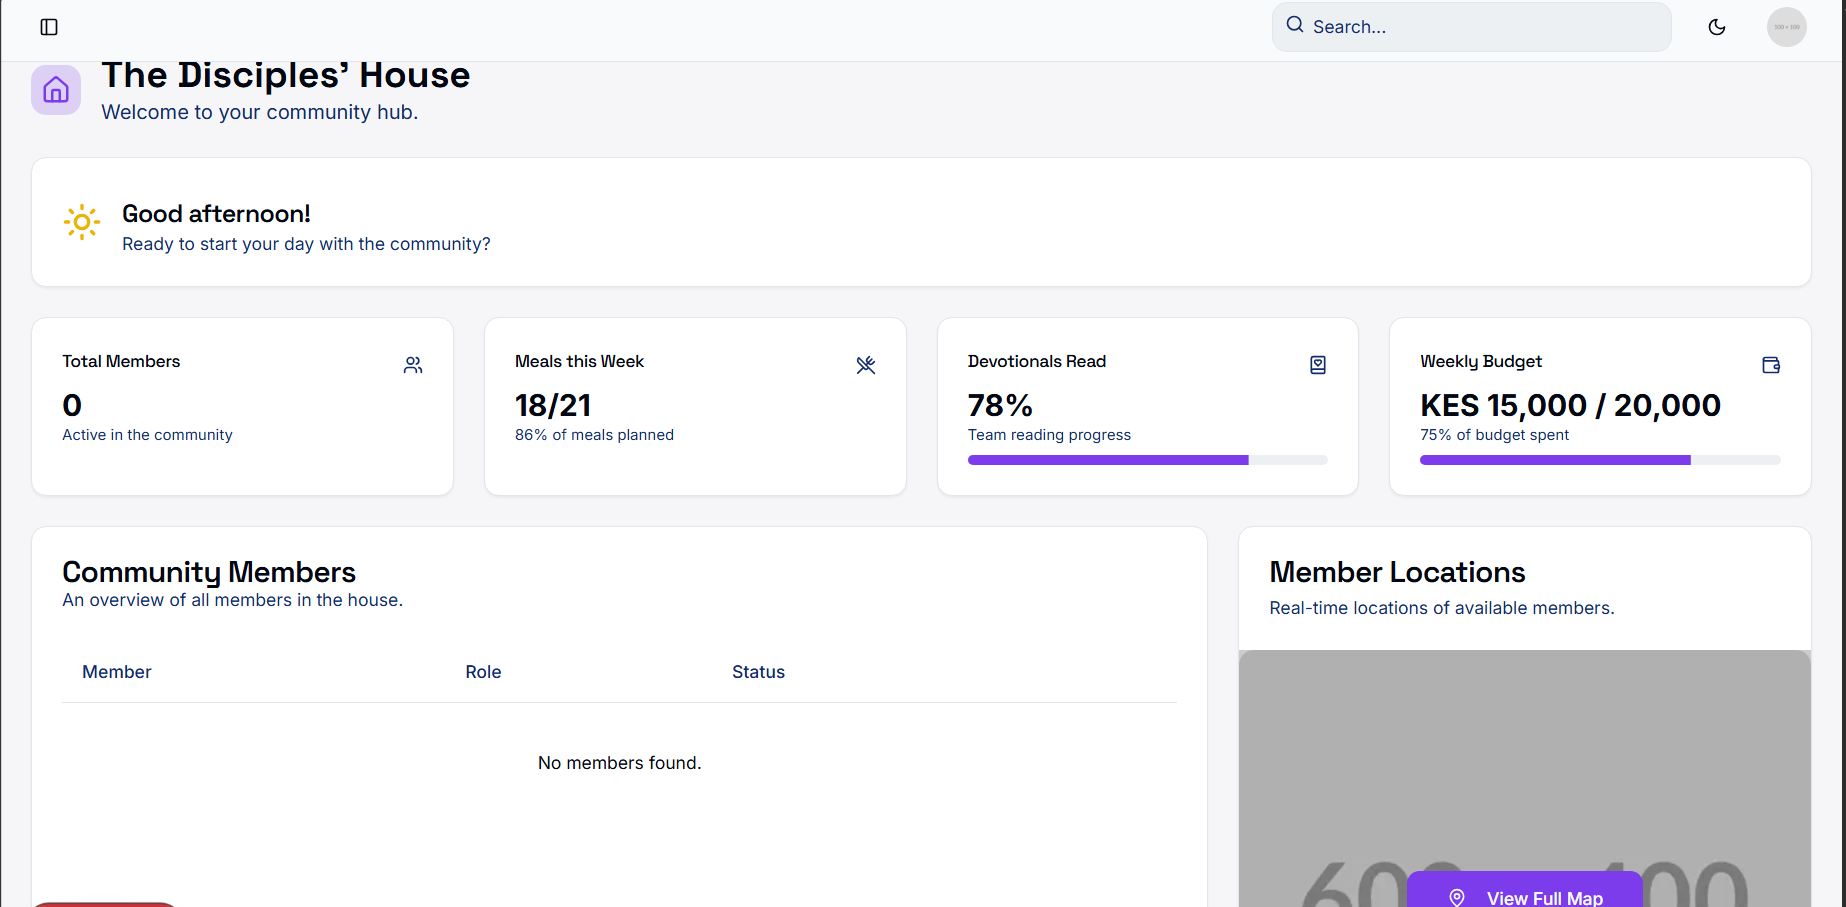 Search...
100 × 100
The Disciples' House
Welcome to your community hub.
Good afternoon!
Ready to start your day with the community?
Total Members
0
Active in the community
Meals this Week
18/21
86% of meals planned
Devotionals Read
78%
Team reading progress
Weekly Budget
KES 15,000 / 20,000
75% of budget spent
Community Members
An overview of all members in the house.
Member Role Status
No members found.
Member Locations
Real-time locations of available members.
View Full Map